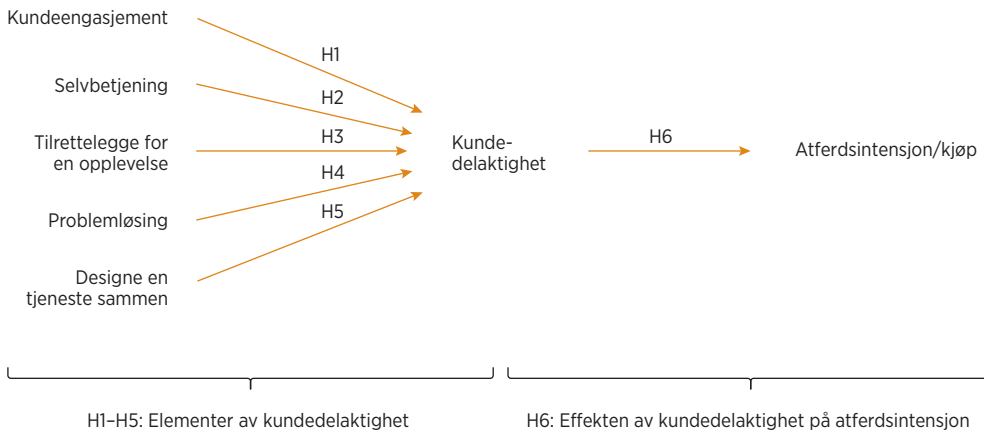 Kundeengasjement
H1
Selvbetjening
H2
Tilrettelegge for
en opplevelse
H3
Kunde-
delaktighet
H6
Atferdsintensjon/kjøp
H4
Problemløsing
H5
Designe en
tjeneste sammen
H1–H5: Elementer av kundedelaktighet
H6: Effekten av kundedelaktighet på atferdsintensjon